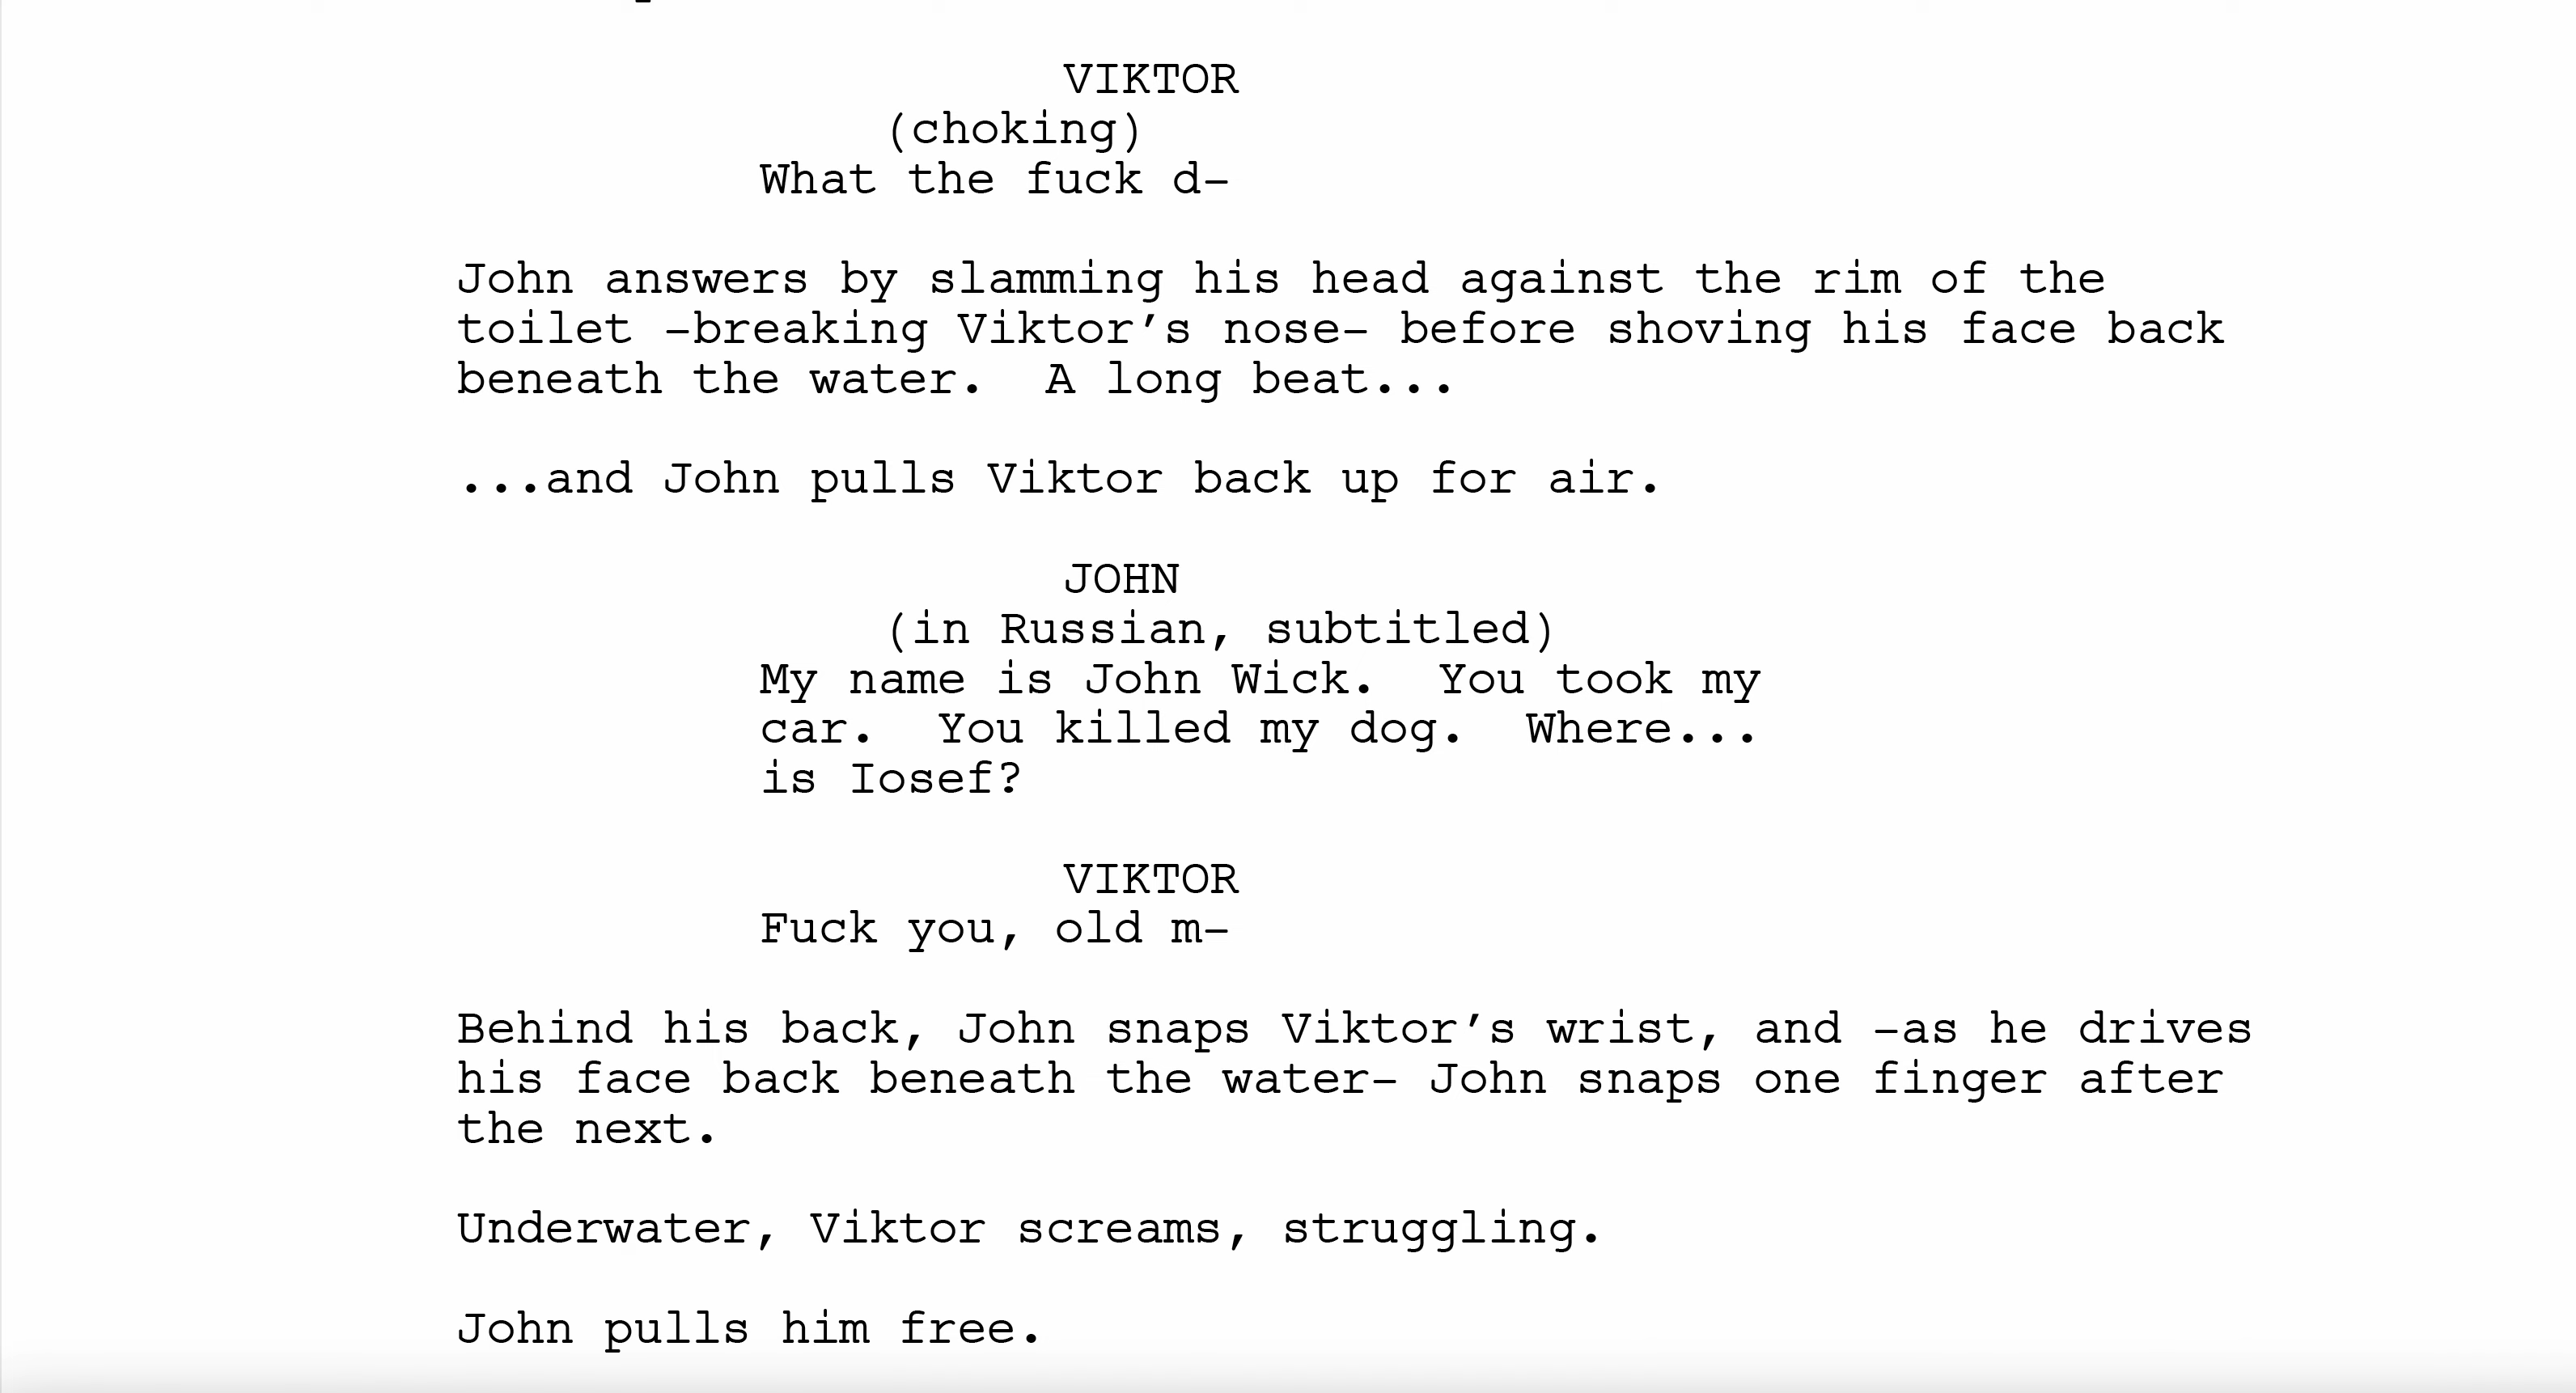 VIKTOR
(choking)
What the fuck d-
John answers by slamming his head against the rim of the
toilet -breaking Viktor’s nose- before shoving his face back
beneath the water.  A long beat...
...and John pulls Viktor back up for air.
JOHN
(in Russian, subtitled)
My name is John Wick.  You took my
car.  You killed my dog.  Where...
is Iosef?
VIKTOR
Fuck you, old m-
Behind his back, John snaps Viktor’s wrist, and -as he drives
his face back beneath the water- John snaps one finger after
the next.
Underwater, Viktor screams, struggling.
John pulls him free.